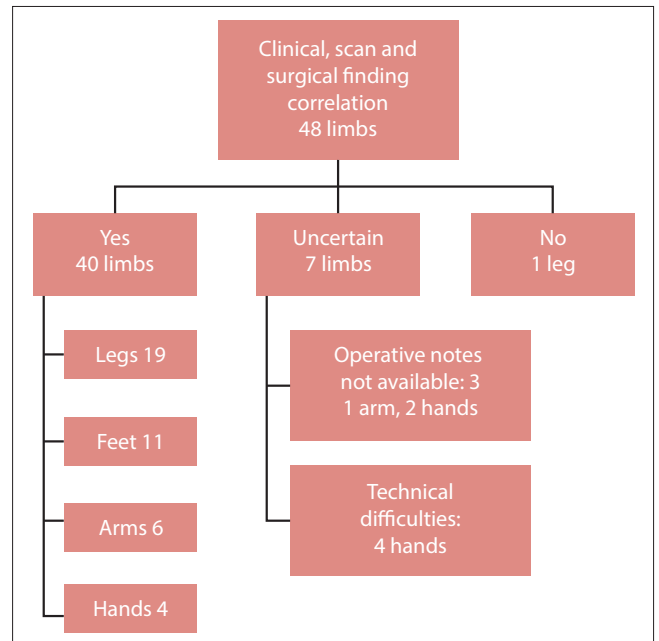 Clinical, scan and
surgical finding
correlation
48 limbs
Yes
40 limbs
Uncertain
7 limbs
No
1 leg
Legs 19
Feet 11
Arms 6
Hands 4
Operative notes
not available: 3
1 arm, 2 hands
Technical
difficulties:
4 hands